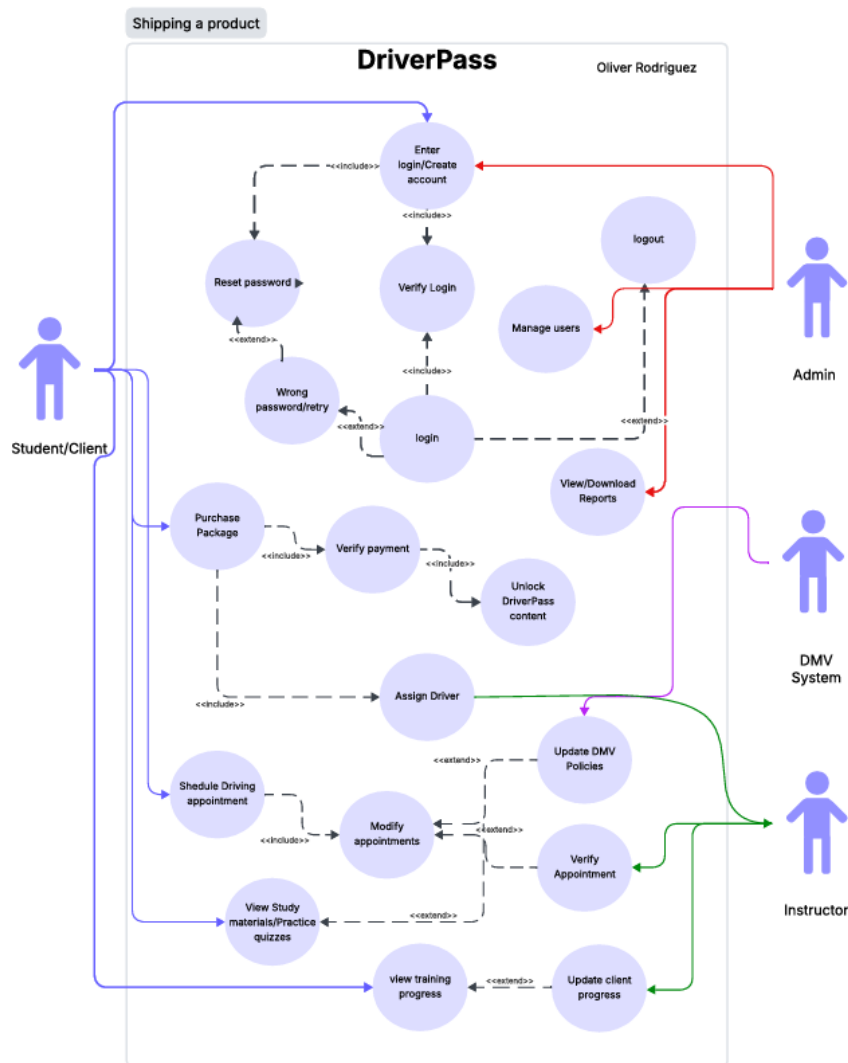 Shipping a product
DriverPass
Oliver Rodriguez
Enter
login/Create
account
<<include>>
<<include>>
logout
Reset password
Verify Login
Manage users
Admin
<<extend>>
<<include>>
Wrong
password/retry
<<extend>>
login
<<extend>>
Student/Client
View/Download
Reports
Purchase
Package
<<include>>
Verify payment
<<include>>
Unlock
DriverPass
content
DMV
System
Assign Driver
<<include>>
Update DMV
Policies
<<extend>>
Shedule Driving
appointment
<<include>>
Modify
appointments
<<extend>>
Verify
Appointment
Instructor
View Study
materials/Practice
quizzes
<<extend>>
view training
progress
<<extend>>
Update client
progress